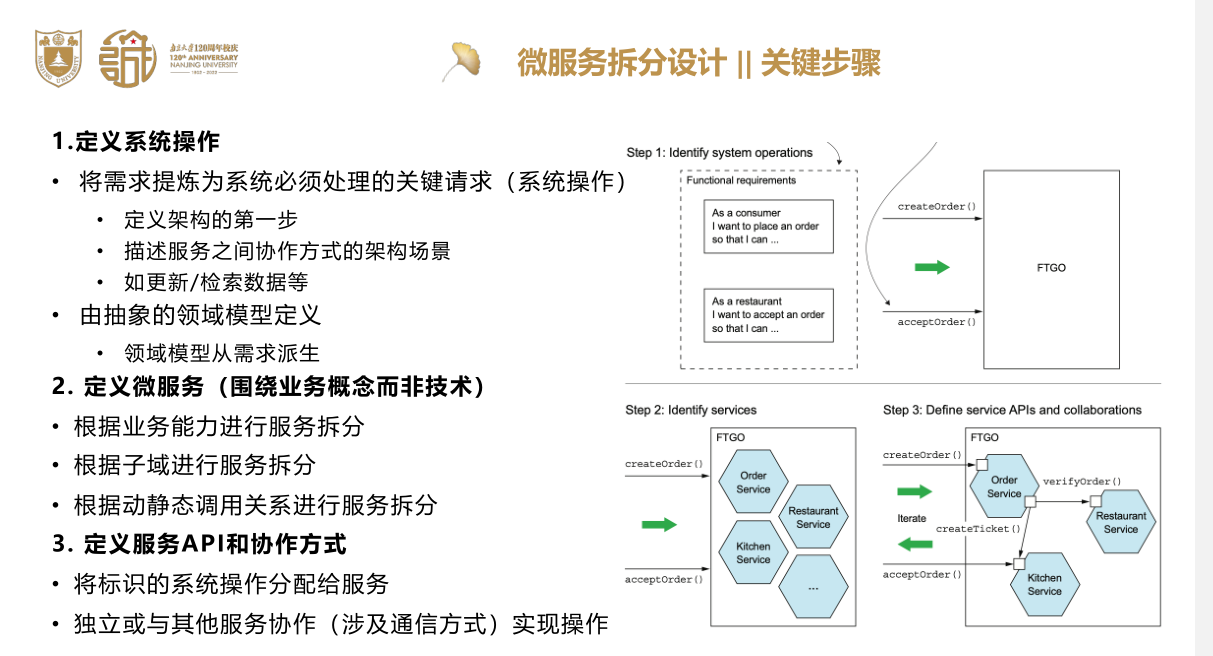 南京大学120周年校庆
120th ANNIVERSARY
NANJING UNIVERSITY
1902—2022
微服务拆分设计 || 关键步骤
1.定义系统操作
• 将需求提炼为系统必须处理的关键请求（系统操作）
• 定义架构的第一步
• 描述服务之间协作方式的架构场景
• 如更新/检索数据等
• 由抽象的领域模型定义
• 领域模型从需求派生
2. 定义微服务（围绕业务概念而非技术）
• 根据业务能力进行服务拆分
• 根据子域进行服务拆分
• 根据动静态调用关系进行服务拆分
3. 定义服务API和协作方式
• 将标识的系统操作分配给服务
• 独立或与其他服务协作（涉及通信方式）实现操作
Step 1: Identify system operations
Functional requirements
As a consumer
I want to place an order
so that I can ...
As a restaurant
I want to accept an order
so that I can ...
createOrder()
FTGO
acceptOrder()
Step 2: Identify services
FTGO
createOrder()
Order
Service
Restaurant
Service
Kitchen
Service
...
acceptOrder()
Step 3: Define service APIs and collaborations
FTGO
createOrder()
Order
Service
verifyOrder()
Iterate
createTicket()
Restaurant
Service
acceptOrder()
Kitchen
Service